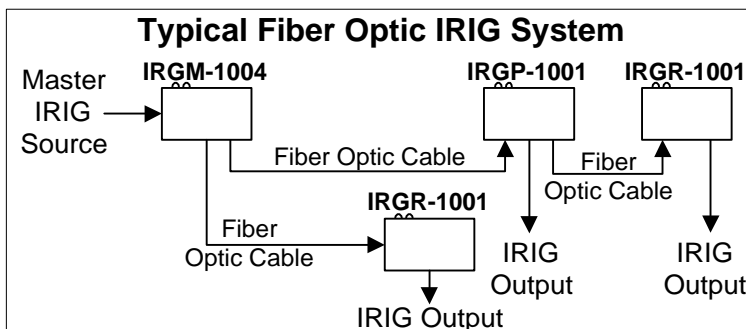 Typical Fiber Optic IRIG System
Master
IRIG
Source
IRGM-1004
IRGP-1001
IRGR-1001
Fiber Optic Cable
Fiber
Optic Cable
IRGR-1001
Fiber
Optic Cable
IRIG
Output
IRIG
Output
IRIG Output